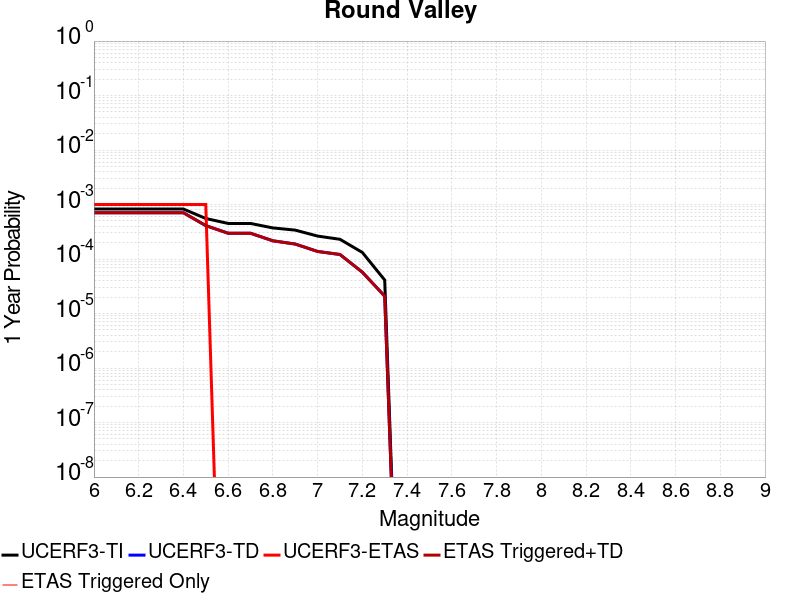 Round Valley
10^0
10^-1
10^-2
10^-3
10^-4
10^-5
10^-6
10^-7
10^-8
1 Year Probability
6 6.2 6.4 6.6 6.8 7 7.2 7.4 7.6 7.8 8 8.2 8.4 8.6 8.8 9
Magnitude
UCERF3-TI UCERF3-TD UCERF3-ETAS ETAS Triggered+TD
ETAS Triggered Only